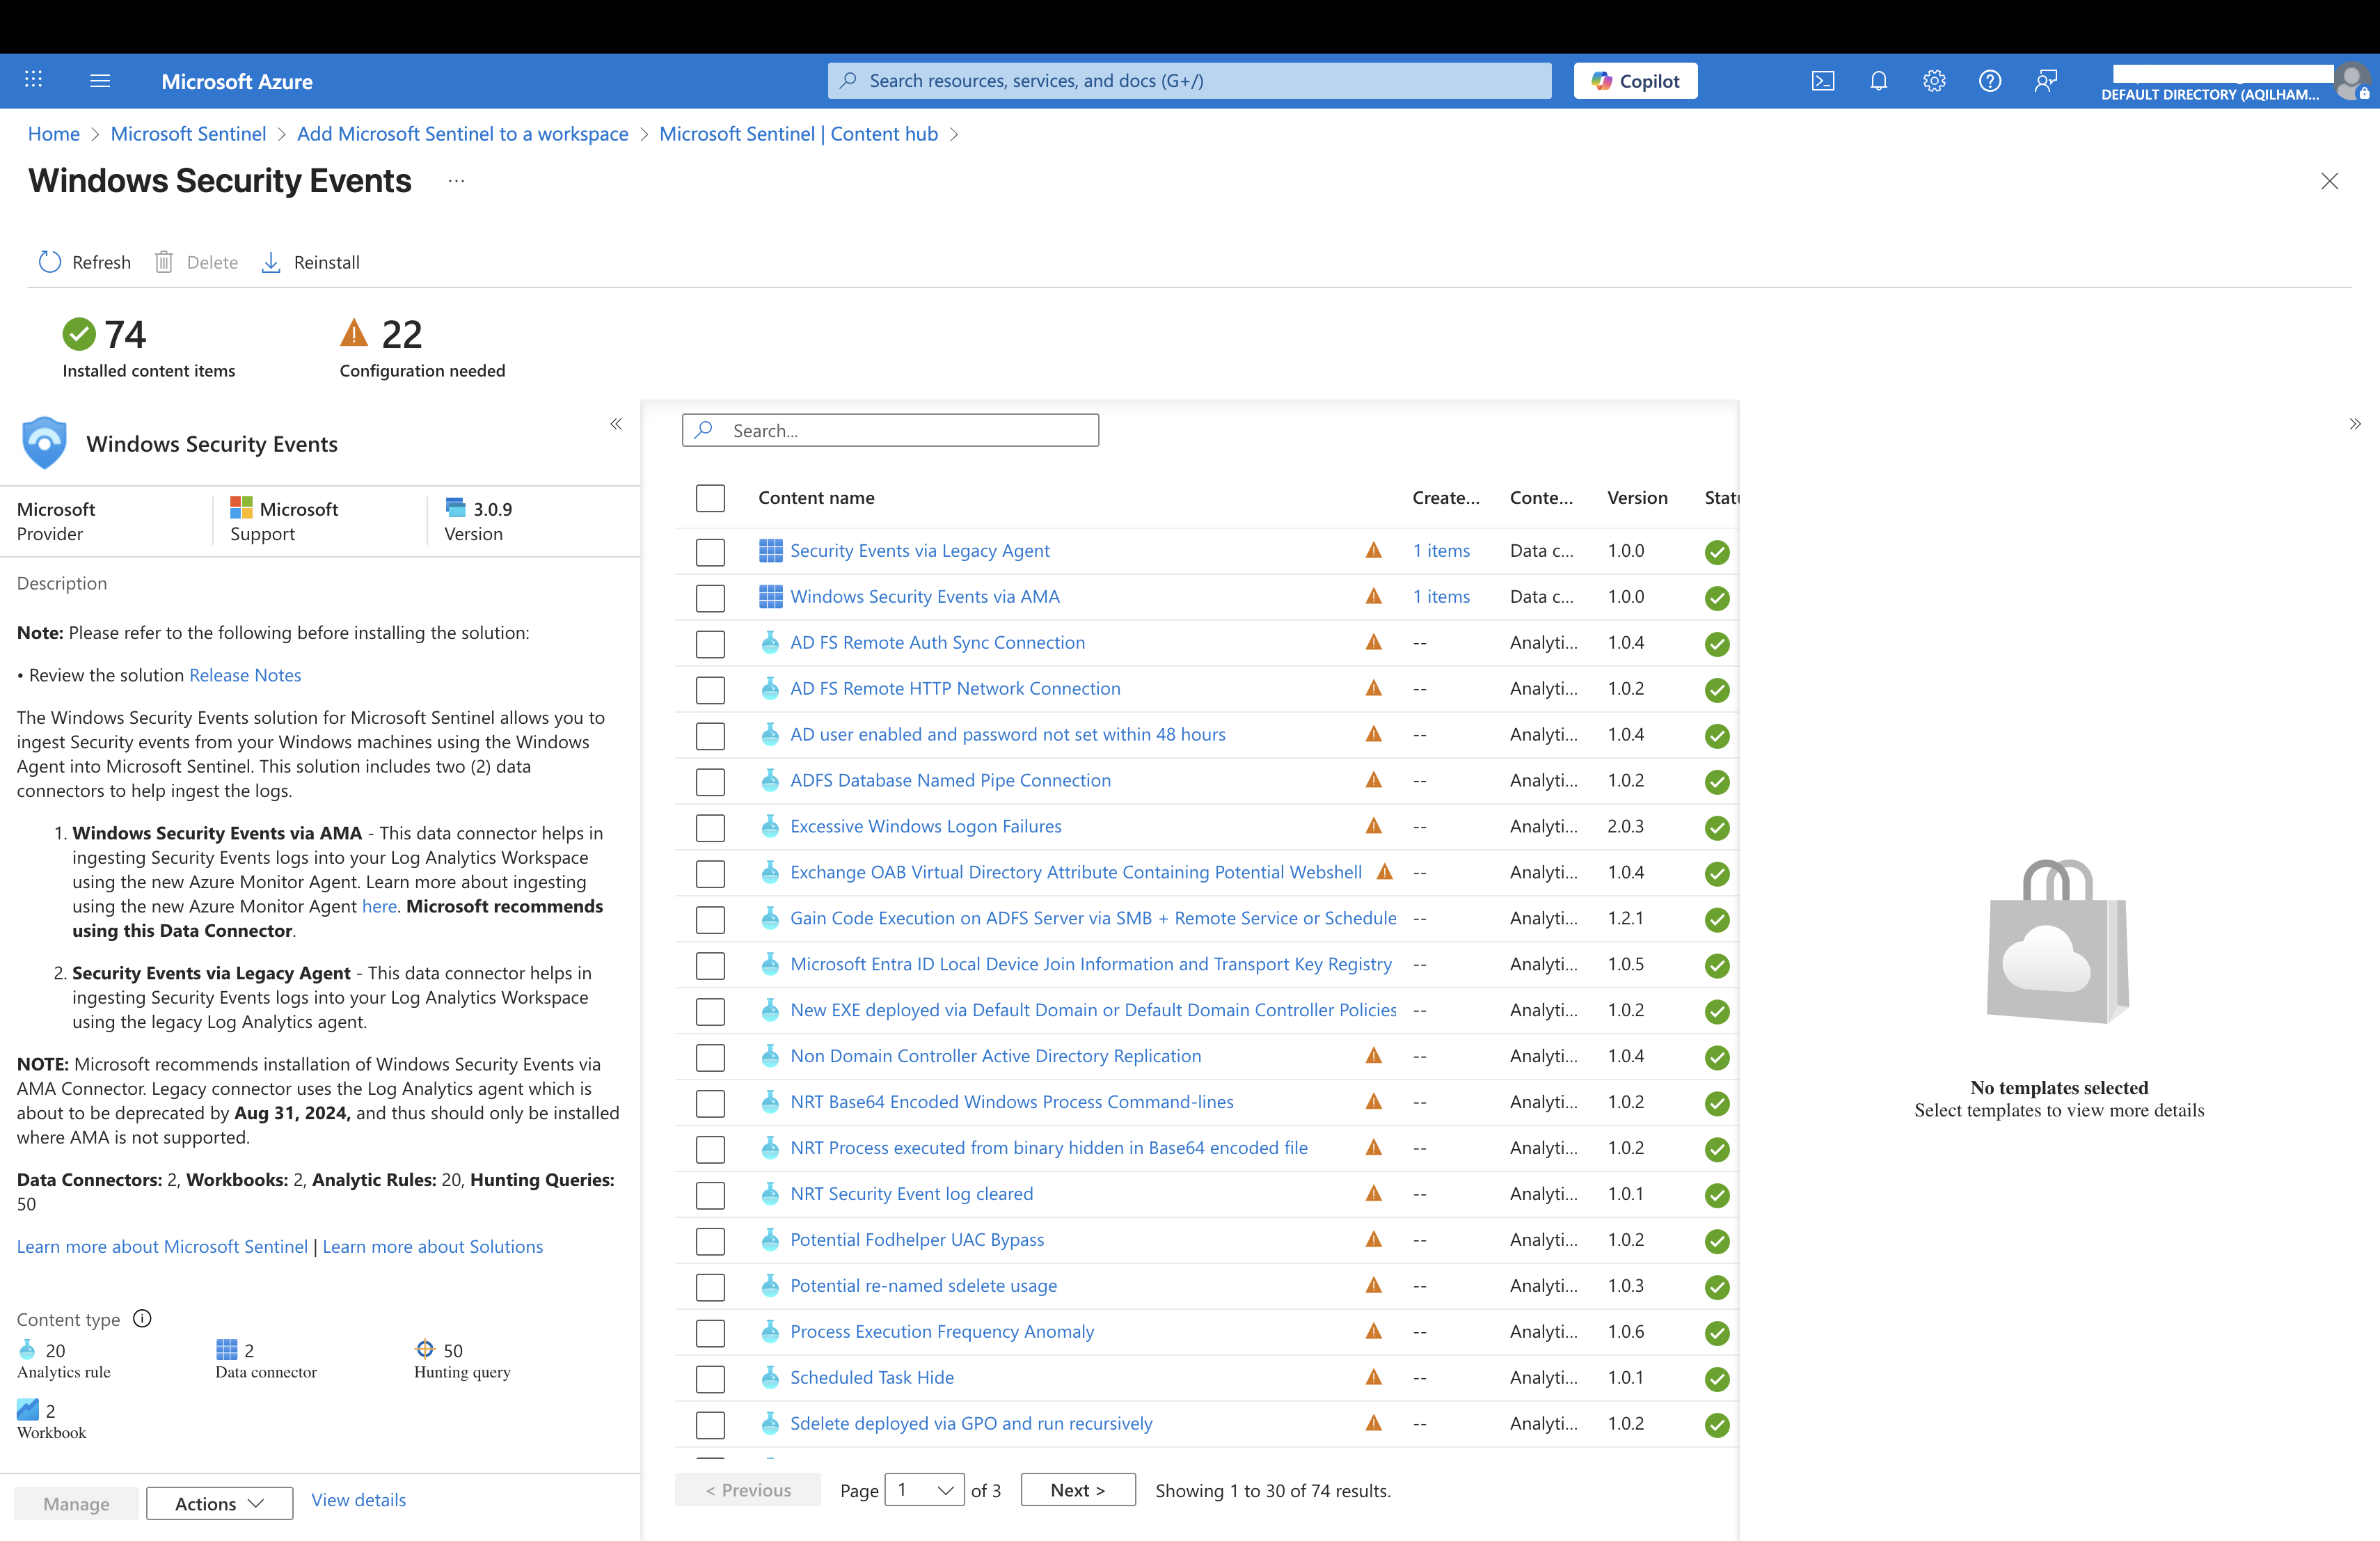 Microsoft Azure
Search resources, services, and docs (G+/)
Copilot
DEFAULT DIRECTORY (AQILHAM...
Home > Microsoft Sentinel > Add Microsoft Sentinel to a workspace > Microsoft Sentinel | Content hub >
Windows Security Events ...
Refresh Delete Reinstall
74 22
Installed content items Configuration needed
Windows Security Events
Microsoft Microsoft 3.0.9
Provider Support Version
Description
Note: Please refer to the following before installing the solution:
• Review the solution Release Notes
The Windows Security Events solution for Microsoft Sentinel allows you to
ingest Security events from your Windows machines using the Windows
Agent into Microsoft Sentinel. This solution includes two (2) data
connectors to help ingest the logs.
1. Windows Security Events via AMA - This data connector helps in
ingesting Security Events logs into your Log Analytics Workspace
using the new Azure Monitor Agent. Learn more about ingesting
using the new Azure Monitor Agent here. Microsoft recommends
using this Data Connector.
2. Security Events via Legacy Agent - This data connector helps in
ingesting Security Events logs into your Log Analytics Workspace
using the legacy Log Analytics agent.
NOTE: Microsoft recommends installation of Windows Security Events via
AMA Connector. Legacy connector uses the Log Analytics agent which is
about to be deprecated by Aug 31, 2024, and thus should only be installed
where AMA is not supported.
Data Connectors: 2, Workbooks: 2, Analytic Rules: 20, Hunting Queries:
50
Learn more about Microsoft Sentinel | Learn more about Solutions
Content type
20 2 50
Analytics rule Data connector Hunting query
2
Workbook
Manage Actions View details
Search...
Content name Create... Conte... Version Statu
Security Events via Legacy Agent 1 items Data c... 1.0.0
Windows Security Events via AMA 1 items Data c... 1.0.0
AD FS Remote Auth Sync Connection -- Analyti... 1.0.4
AD FS Remote HTTP Network Connection -- Analyti... 1.0.2
AD user enabled and password not set within 48 hours -- Analyti... 1.0.4
ADFS Database Named Pipe Connection -- Analyti... 1.0.2
Excessive Windows Logon Failures -- Analyti... 2.0.3
Exchange OAB Virtual Directory Attribute Containing Potential Webshell -- Analyti... 1.0.4
Gain Code Execution on ADFS Server via SMB + Remote Service or Schedule -- Analyti... 1.2.1
Microsoft Entra ID Local Device Join Information and Transport Key Registry -- Analyti... 1.0.5
New EXE deployed via Default Domain or Default Domain Controller Policies -- Analyti... 1.0.2
Non Domain Controller Active Directory Replication -- Analyti... 1.0.4
NRT Base64 Encoded Windows Process Command-lines -- Analyti... 1.0.2
NRT Process executed from binary hidden in Base64 encoded file -- Analyti... 1.0.2
NRT Security Event log cleared -- Analyti... 1.0.1
Potential Fodhelper UAC Bypass -- Analyti... 1.0.2
Potential re-named sdelete usage -- Analyti... 1.0.3
Process Execution Frequency Anomaly -- Analyti... 1.0.6
Scheduled Task Hide -- Analyti... 1.0.1
Sdelete deployed via GPO and run recursively -- Analyti... 1.0.2
< Previous Page 1 of 3 Next > Showing 1 to 30 of 74 results.
No templates selected
Select templates to view more details